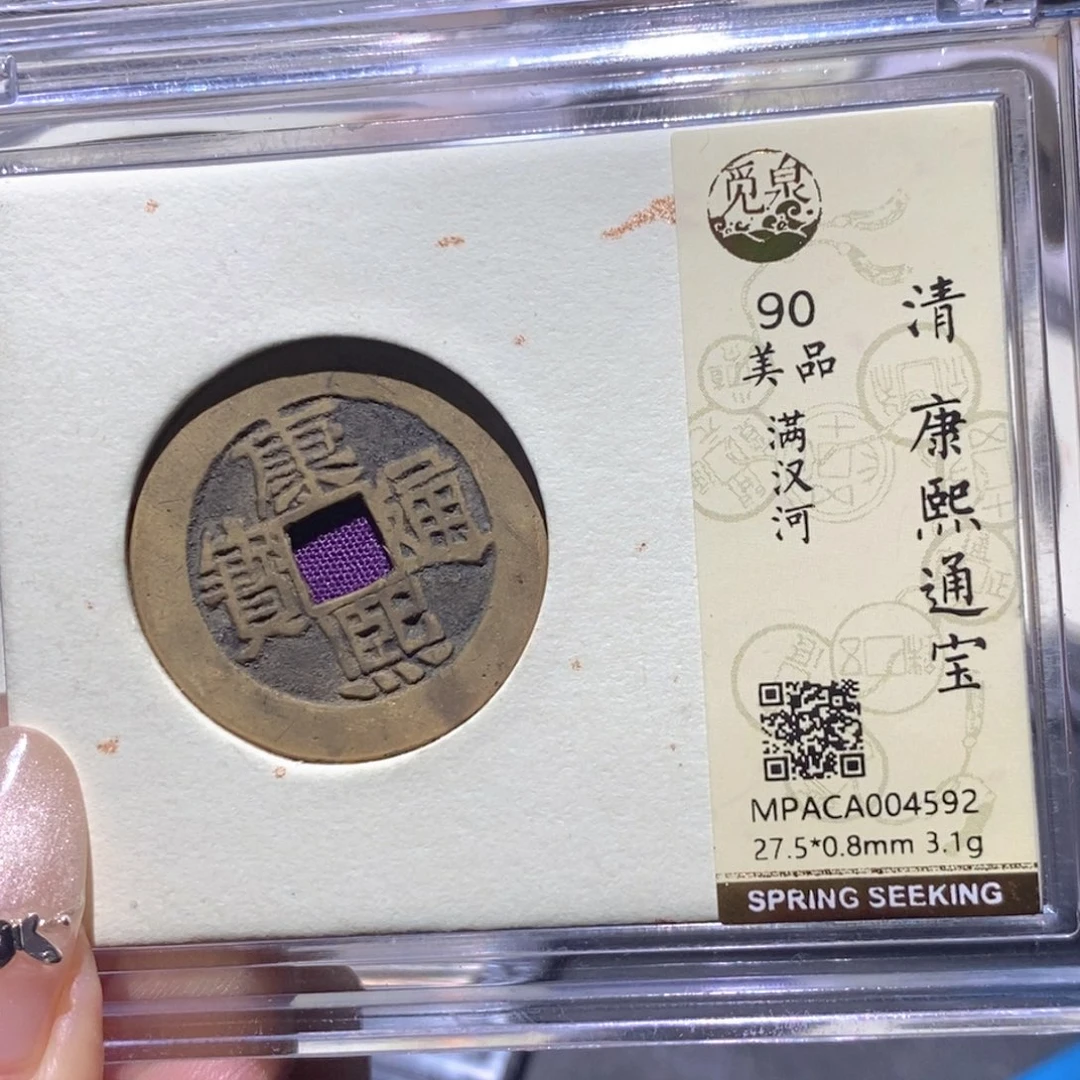 康熙通寳
觅泉
90
美品
满汉河
清 康熙通宝
MPACA004592
27.5*0.8mm 3.1g
SPRING SEEKING